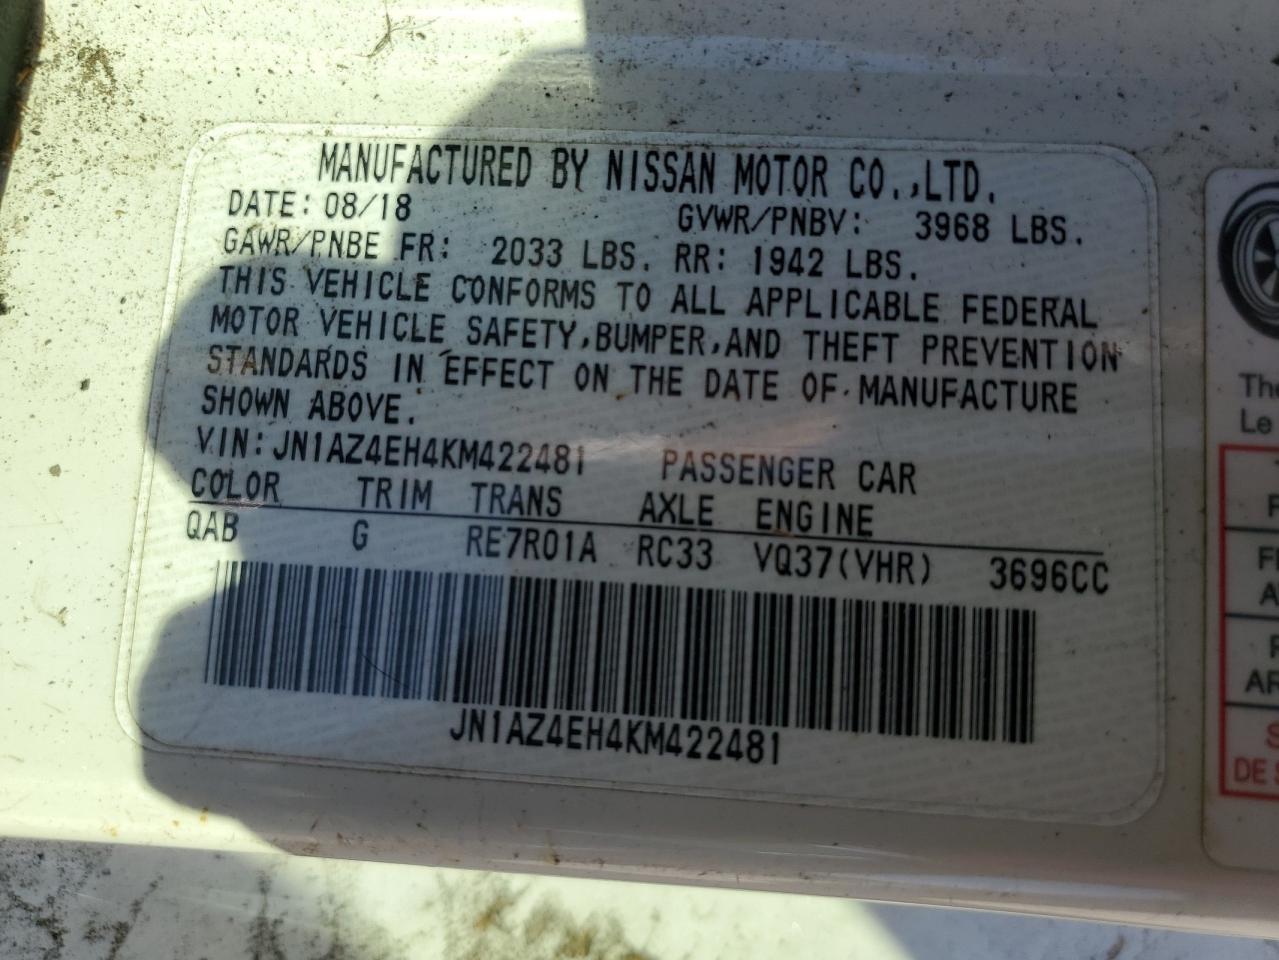 MANUFACTURED BY NISSAN MOTOR CO.,LTD.
DATE: 08/18 GVWR/PNBV: 3968 LBS.
GAWR/PNBE FR: 2033 LBS. RR: 1942 LBS.
THIS VEHICLE CONFORMS TO ALL APPLICABLE FEDERAL
MOTOR VEHICLE SAFETY,BUMPER,AND THEFT PREVENTION
STANDARDS IN EFFECT ON THE DATE OF MANUFACTURE
SHOWN ABOVE.
VIN:JN1AZ4EH4KM422481 PASSENGER CAR
COLOR TRIM TRANS AXLE ENGINE
QAB G RE7R01A RC33 VQ37(VHR) 3696CC
JN1AZ4EH4KM422481
Le
DE